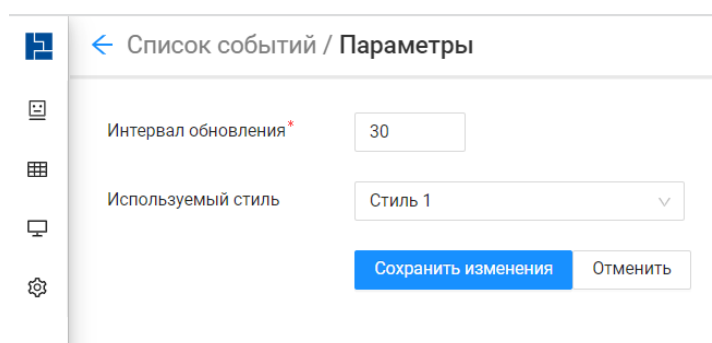 Список событий / Параметры
Интервал обновления*
30
Используемый стиль
Стиль 1
Сохранить изменения
Отменить